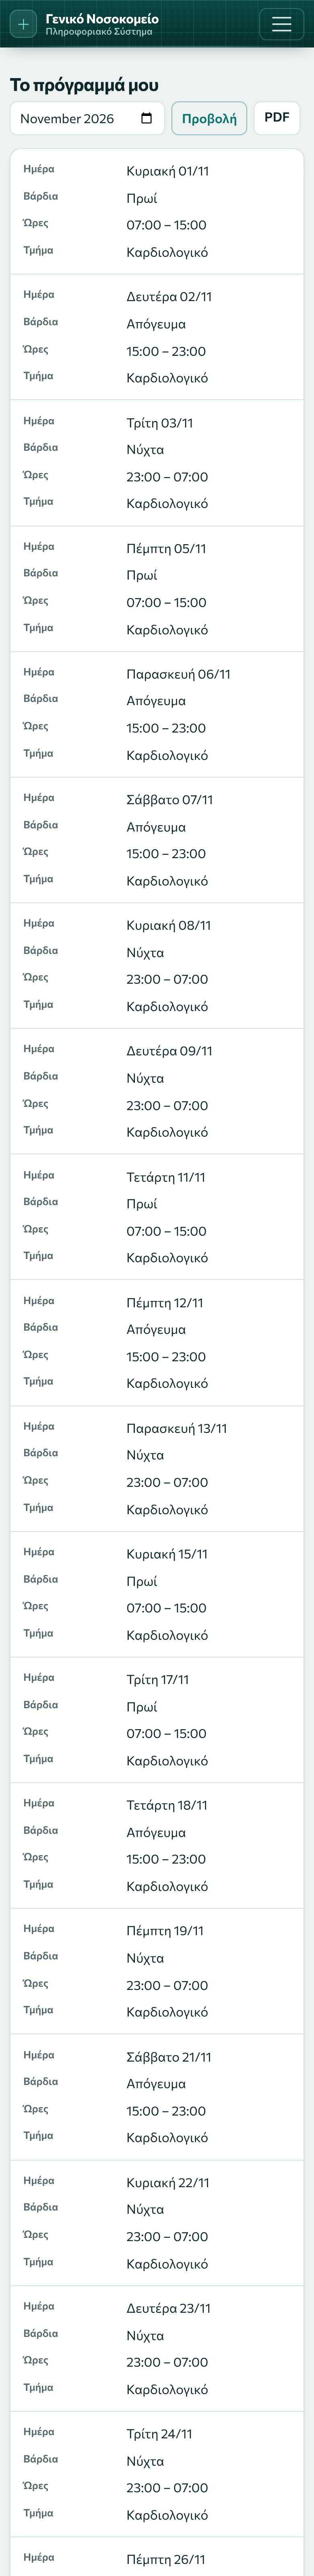 Γενικό Νοσοκομείο
Πληροφοριακό Σύστημα
Το πρόγραμμά μου
November 2026
Προβολή
PDF
Ημέρα Κυριακή 01/11
Βάρδια Πρωί
Ώρες 07:00 – 15:00
Τμήμα Καρδιολογικό
Ημέρα Δευτέρα 02/11
Βάρδια Απόγευμα
Ώρες 15:00 – 23:00
Τμήμα Καρδιολογικό
Ημέρα Τρίτη 03/11
Βάρδια Νύχτα
Ώρες 23:00 – 07:00
Τμήμα Καρδιολογικό
Ημέρα Πέμπτη 05/11
Βάρδια Πρωί
Ώρες 07:00 – 15:00
Τμήμα Καρδιολογικό
Ημέρα Παρασκευή 06/11
Βάρδια Απόγευμα
Ώρες 15:00 – 23:00
Τμήμα Καρδιολογικό
Ημέρα Σάββατο 07/11
Βάρδια Απόγευμα
Ώρες 15:00 – 23:00
Τμήμα Καρδιολογικό
Ημέρα Κυριακή 08/11
Βάρδια Νύχτα
Ώρες 23:00 – 07:00
Τμήμα Καρδιολογικό
Ημέρα Δευτέρα 09/11
Βάρδια Νύχτα
Ώρες 23:00 – 07:00
Τμήμα Καρδιολογικό
Ημέρα Τετάρτη 11/11
Βάρδια Πρωί
Ώρες 07:00 – 15:00
Τμήμα Καρδιολογικό
Ημέρα Πέμπτη 12/11
Βάρδια Απόγευμα
Ώρες 15:00 – 23:00
Τμήμα Καρδιολογικό
Ημέρα Παρασκευή 13/11
Βάρδια Νύχτα
Ώρες 23:00 – 07:00
Τμήμα Καρδιολογικό
Ημέρα Κυριακή 15/11
Βάρδια Πρωί
Ώρες 07:00 – 15:00
Τμήμα Καρδιολογικό
Ημέρα Τρίτη 17/11
Βάρδια Πρωί
Ώρες 07:00 – 15:00
Τμήμα Καρδιολογικό
Ημέρα Τετάρτη 18/11
Βάρδια Απόγευμα
Ώρες 15:00 – 23:00
Τμήμα Καρδιολογικό
Ημέρα Πέμπτη 19/11
Βάρδια Νύχτα
Ώρες 23:00 – 07:00
Τμήμα Καρδιολογικό
Ημέρα Σάββατο 21/11
Βάρδια Απόγευμα
Ώρες 15:00 – 23:00
Τμήμα Καρδιολογικό
Ημέρα Κυριακή 22/11
Βάρδια Νύχτα
Ώρες 23:00 – 07:00
Τμήμα Καρδιολογικό
Ημέρα Δευτέρα 23/11
Βάρδια Νύχτα
Ώρες 23:00 – 07:00
Τμήμα Καρδιολογικό
Ημέρα Τρίτη 24/11
Βάρδια Νύχτα
Ώρες 23:00 – 07:00
Τμήμα Καρδιολογικό
Ημέρα Πέμπτη 26/11